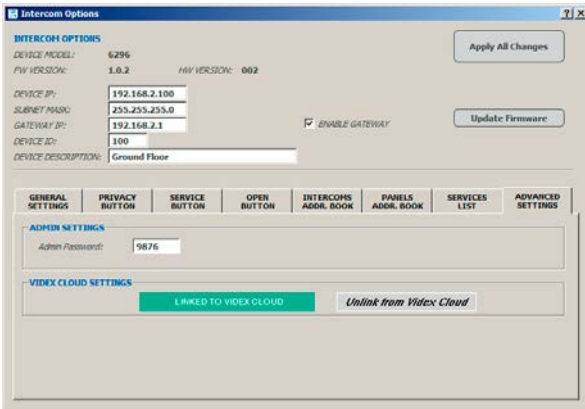 Intercom Options
INTERCOM OPTIONS
DEVICE MODEL: 6296
FW VERSION: 1.0.2 HW VERSION: 002
Apply All Changes
DEVICE IP: 192.168.2.100
SUBNET MASK: 255.255.255.0
GATEWAY IP: 192.168.2.1
ENABLE GATEWAY
Update Firmware
DEVICE ID: 100
DEVICE DESCRIPTION: Ground Floor
GENERAL SETTINGS
PRIVACY BUTTON
SERVICE BUTTON
OPEN BUTTON
INTERCOMS ADDR. BOOK
PANELS ADDR. BOOK
SERVICES LIST
ADVANCED SETTINGS
ADMIN SETTINGS
Admin Password: 9876
VIDEX CLOUD SETTINGS
LINKED TO VIDEX CLOUD
Unlink from Videx Cloud